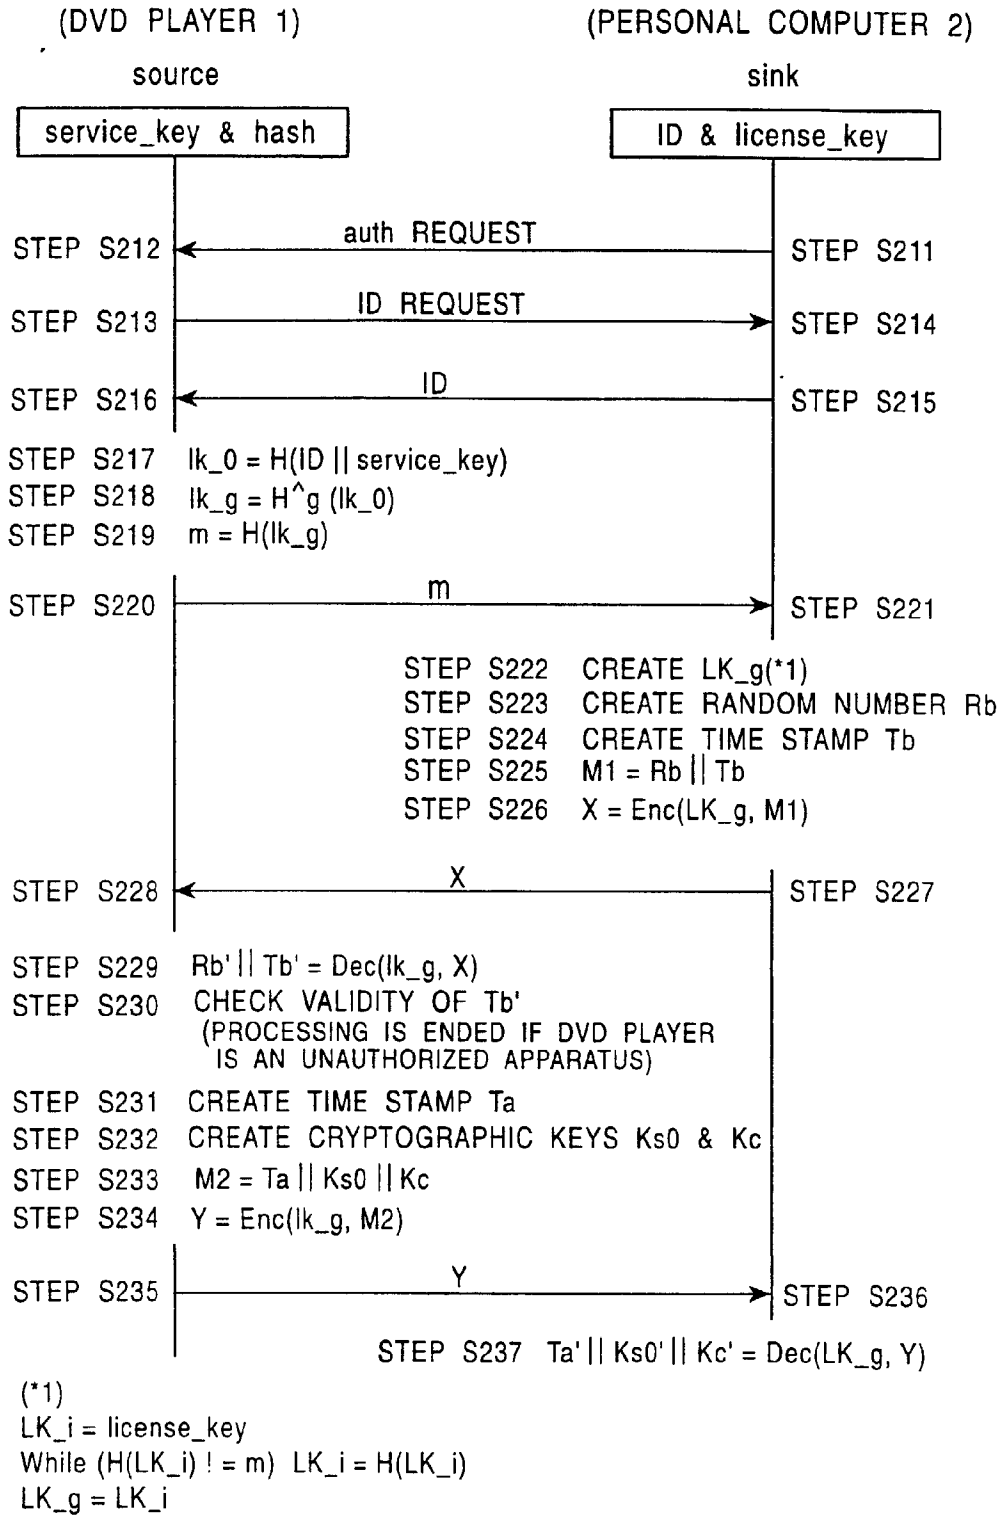 (DVD PLAYER 1) (PERSONAL COMPUTER 2)
source sink
service_key & hash ID & license_key
auth REQUEST
STEP S212 STEP S211
ID REQUEST
STEP S213 STEP S214
ID
STEP S216 STEP S215
STEP S217 lk_0 = H(ID || service_key)
STEP S218 lk_g = H^g (lk_0)
STEP S219 m = H(lk_g)
m
STEP S220 STEP S221
STEP S222 CREATE LK_g(*1)
STEP S223 CREATE RANDOM NUMBER Rb
STEP S224 CREATE TIME STAMP Tb
STEP S225 M1 = Rb || Tb
STEP S226 X = Enc(LK_g, M1)
X
STEP S228 STEP S227
STEP S229 Rb' || Tb' = Dec(lk_g, X)
STEP S230 CHECK VALIDITY OF Tb'
(PROCESSING IS ENDED IF DVD PLAYER
IS AN UNAUTHORIZED APPARATUS)
STEP S231 CREATE TIME STAMP Ta
STEP S232 CREATE CRYPTOGRAPHIC KEYS Ks0 & Kc
STEP S233 M2 = Ta || Ks0 || Kc
STEP S234 Y = Enc(lk_g, M2)
Y
STEP S235 STEP S236
STEP S237 Ta' || Ks0' || Kc' = Dec(LK_g, Y)
(*1)
LK_i = license_key
While (H(LK_i) ! = m) LK_i = H(LK_i)
LK_g = LK_i